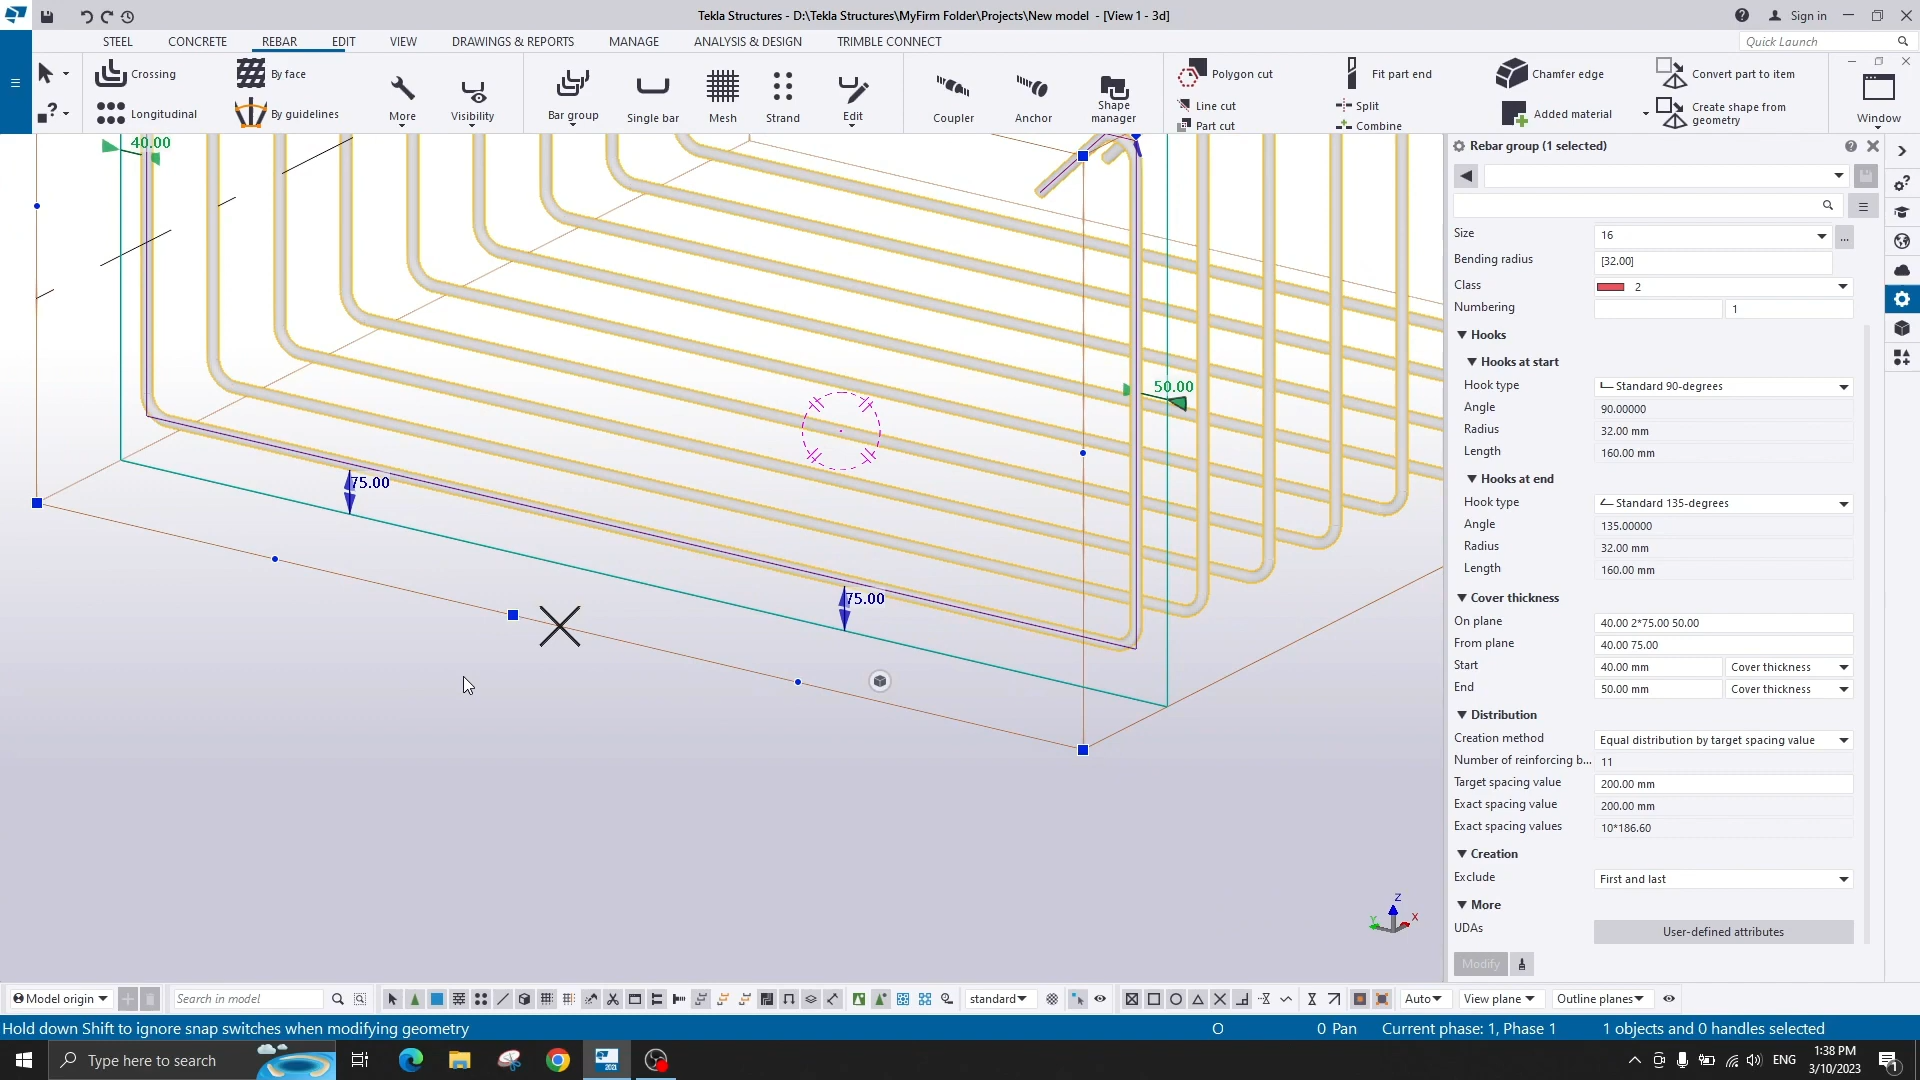 Tekla Structures - D:\Tekla Structures\MyFirm Folder\Projects\New model  - [View 1 - 3d]
Sign in
STEEL CONCRETE REBAR EDIT VIEW DRAWINGS & REPORTS MANAGE ANALYSIS & DESIGN TRIMBLE CONNECT
Quick Launch
Crossing
Longitudinal
By face
By guidelines
More
Visibility
Bar group
Single bar
Mesh
Strand
Edit
Coupler
Anchor
Shape manager
Polygon cut
Line cut
Part cut
Fit part end
Split
Combine
Chamfer edge
Added material
Convert part to item
Create shape from geometry
Window
40.00
50.00
75.00
75.00
Z
Y
X
Rebar group (1 selected)
Size 16
...
Bending radius [32.00]
Class 2
Numbering 1
Hooks
Hooks at start
Hook type Standard 90-degrees
Angle 90.00000
Radius 32.00 mm
Length 160.00 mm
Hooks at end
Hook type Standard 135-degrees
Angle 135.00000
Radius 32.00 mm
Length 160.00 mm
Cover thickness
On plane 40.00 2*75.00 50.00
From plane 40.00 75.00
Start 40.00 mm Cover thickness
End 50.00 mm Cover thickness
Distribution
Creation method Equal distribution by target spacing value
Number of reinforcing b... 11
Target spacing value 200.00 mm
Exact spacing value 200.00 mm
Exact spacing values 10*186.60
Creation
Exclude First and last
More
UDAs User-defined attributes
Modify
Model origin
Search in model
standard
Auto
View plane
Outline planes
Hold down Shift to ignore snap switches when modifying geometry
O
0 Pan
Current phase: 1, Phase 1
1 objects and 0 handles selected
Type here to search
2021
ENG
1:38 PM
3/10/2023
1